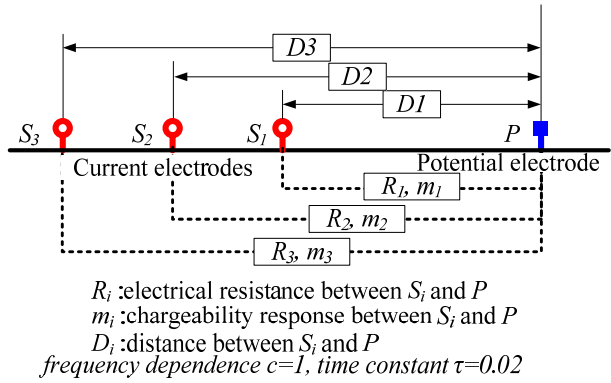 D3
D2
D1
S3 S2 S1 P
Current electrodes Potential electrode
R1, m1
R2, m2
R3, m3
Ri :electrical resistance between Si and P
mi :chargeability response between Si and P
Di :distance between Si and P
frequency dependence c=1, time constant τ=0.02